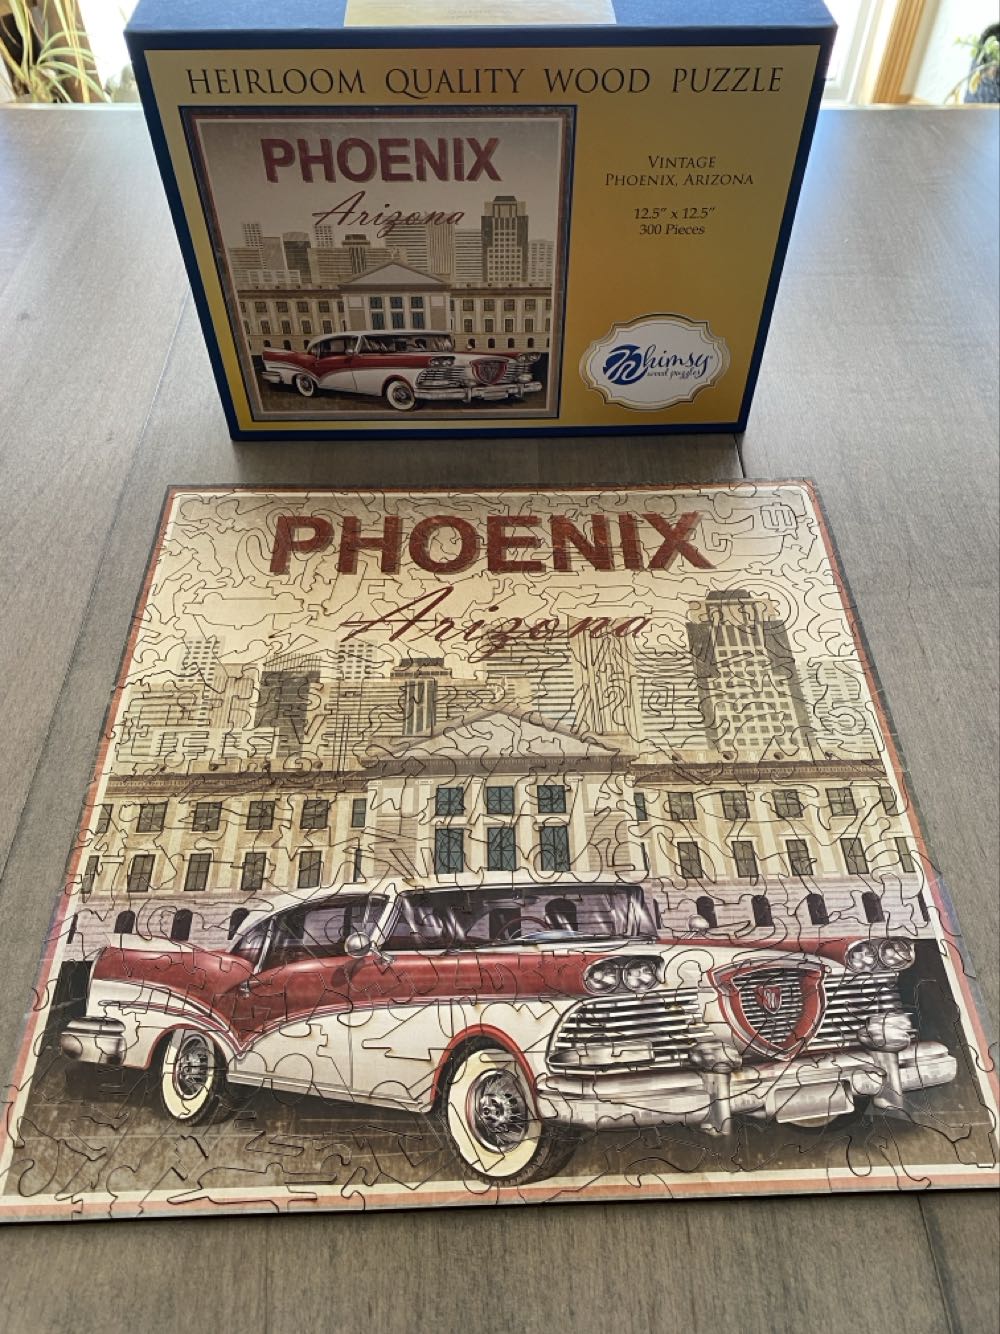 HEIRLOOM QUALITY WOOD PUZZLE
PHOENIX
Arizona
VINTAGE
PHOENIX, ARIZONA
12.5" x 12.5"
300 Pieces
Whimsy
wood puzzles
PHOENIX
Arizona